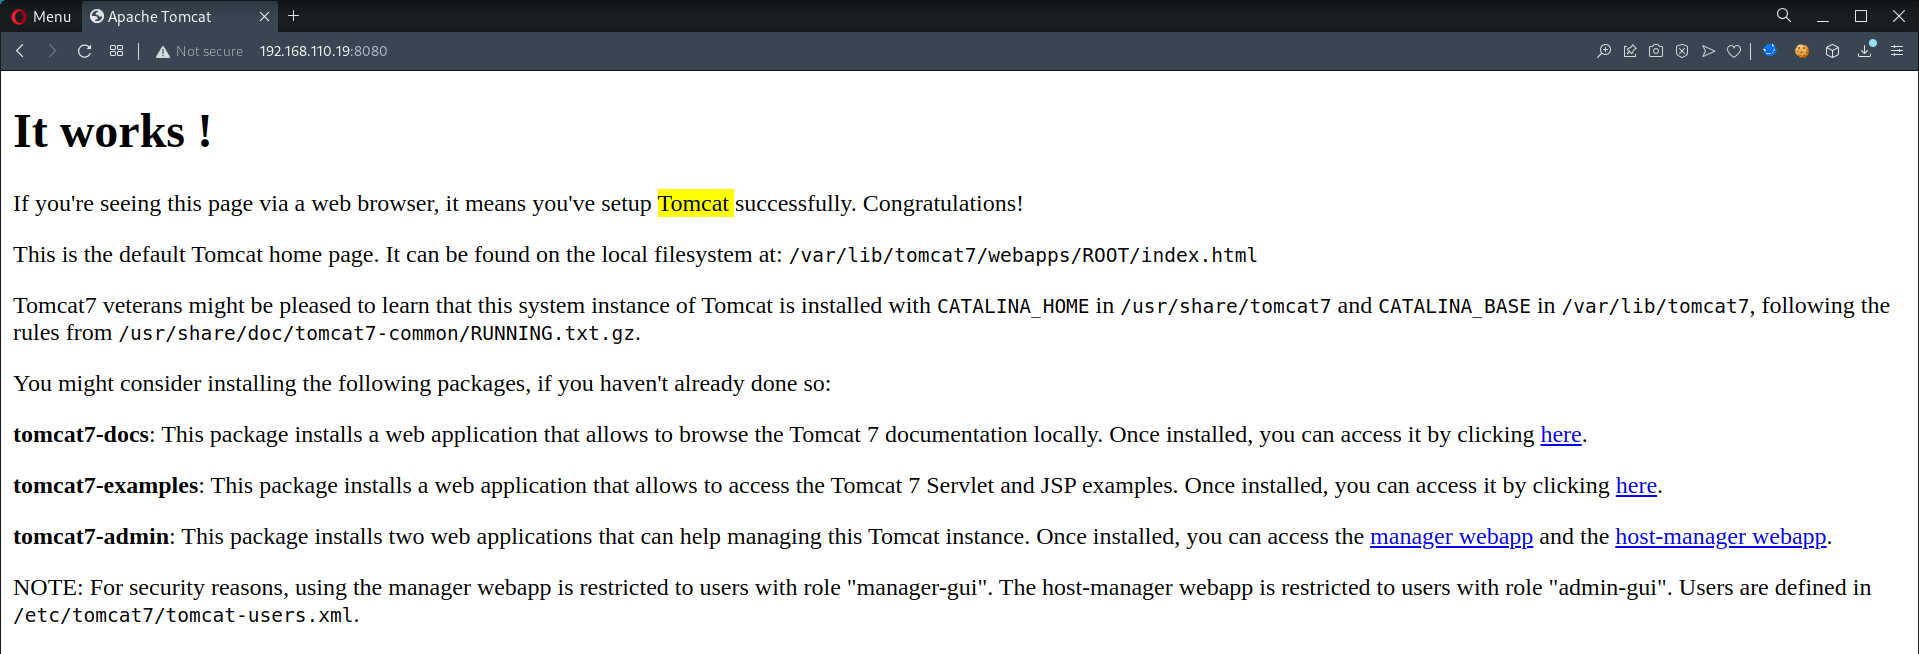 Menu
Apache Tomcat
Not secure 192.168.110.19:8080
It works !
If you're seeing this page via a web browser, it means you've setup Tomcat successfully. Congratulations!
This is the default Tomcat home page. It can be found on the local filesystem at: /var/lib/tomcat7/webapps/ROOT/index.html
Tomcat7 veterans might be pleased to learn that this system instance of Tomcat is installed with CATALINA_HOME in /usr/share/tomcat7 and CATALINA_BASE in /var/lib/tomcat7, following the
rules from /usr/share/doc/tomcat7-common/RUNNING.txt.gz.
You might consider installing the following packages, if you haven't already done so:
tomcat7-docs: This package installs a web application that allows to browse the Tomcat 7 documentation locally. Once installed, you can access it by clicking here.
tomcat7-examples: This package installs a web application that allows to access the Tomcat 7 Servlet and JSP examples. Once installed, you can access it by clicking here.
tomcat7-admin: This package installs two web applications that can help managing this Tomcat instance. Once installed, you can access the manager webapp and the host-manager webapp.
NOTE: For security reasons, using the manager webapp is restricted to users with role "manager-gui". The host-manager webapp is restricted to users with role "admin-gui". Users are defined in
/etc/tomcat7/tomcat-users.xml.